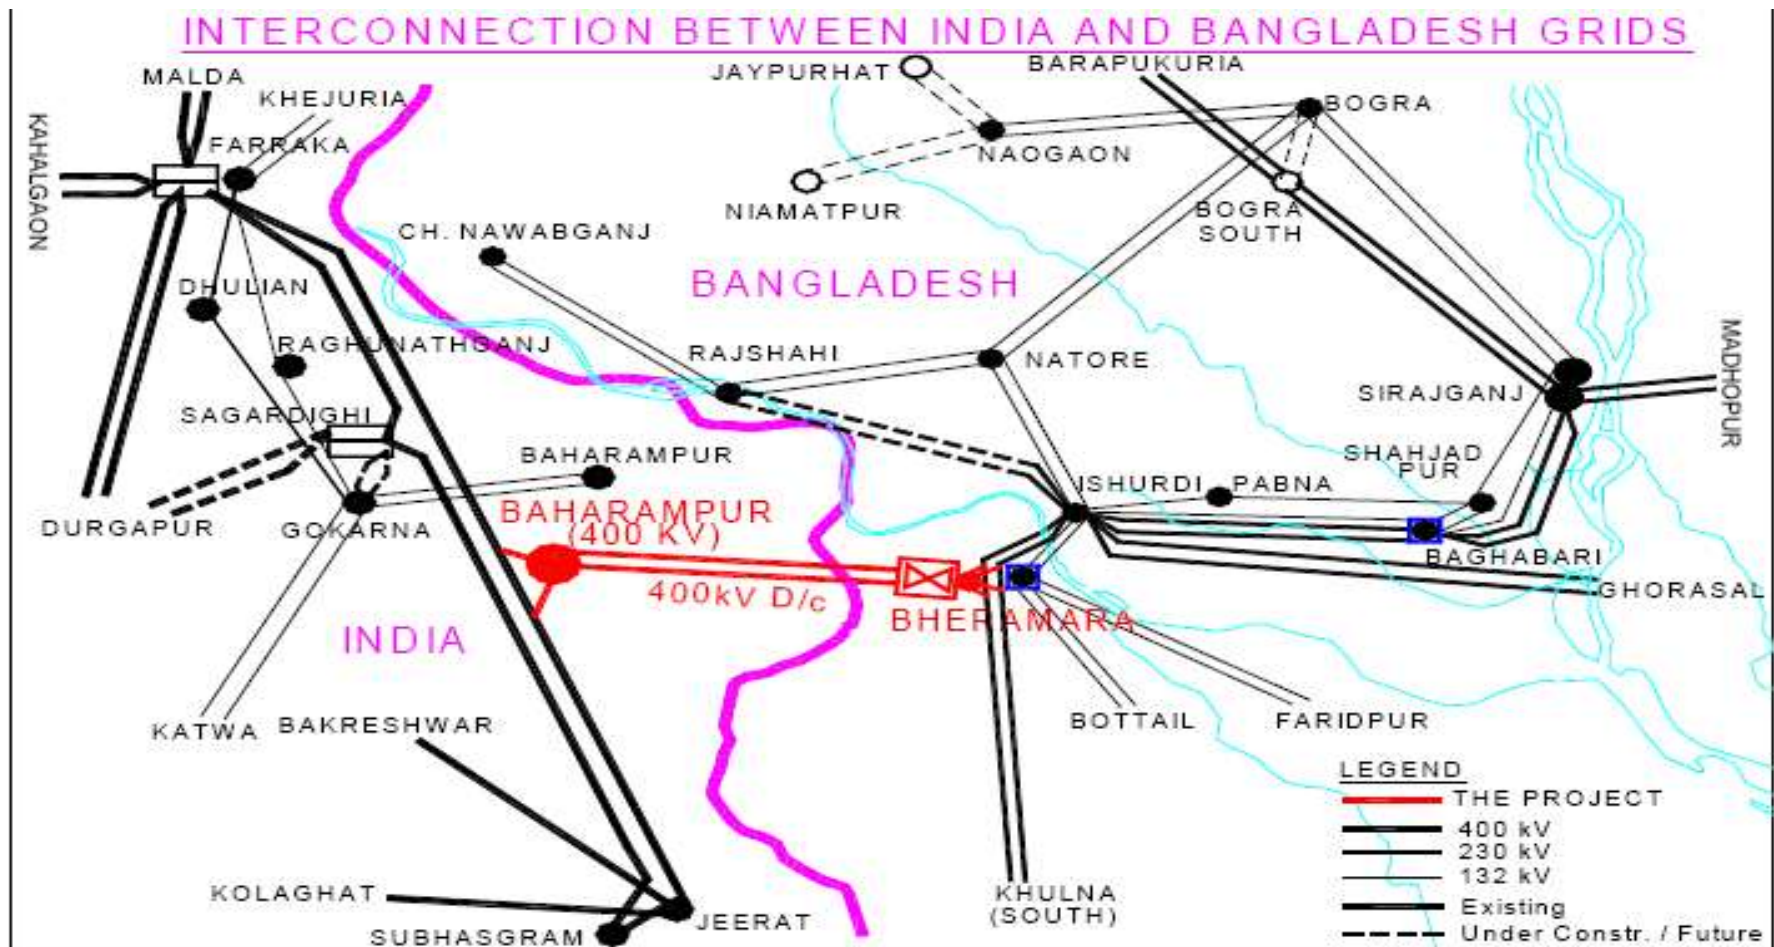 INTERCONNECTION BETWEEN INDIA AND BANGLADESH GRIDS
MALDA
KHEJURIA
FARRAKA
KAHALGAON
JAYPURHAT
BARAPUKURIA
BOGRA
NAOGAON
NIAMATPUR
BOGRA
SOUTH
CH. NAWABGANJ
BANGLADESH
DHULIAN
RAGHUNATHGANJ
RAJSHAHI
NATORE
MADHOPUR
SIRAJGANJ
SAGARDIGHI
BAHARAMPUR
SHAHJAD
PUR
ISHURDI
PABNA
DURGAPUR
GOKARNA
BAHARAMPUR
(400 KV)
BAGHABARI
GHORASAL
400kV D/c
BHERAMARA
INDIA
KATWA
BAKRESHWAR
BOTTAIL
FARIDPUR
KOLAGHAT
JEERAT
SUBHASGRAM
KHULNA
(SOUTH)
LEGEND
THE PROJECT
400 kV
230 kV
132 kV
Existing
Under Constr. / Future